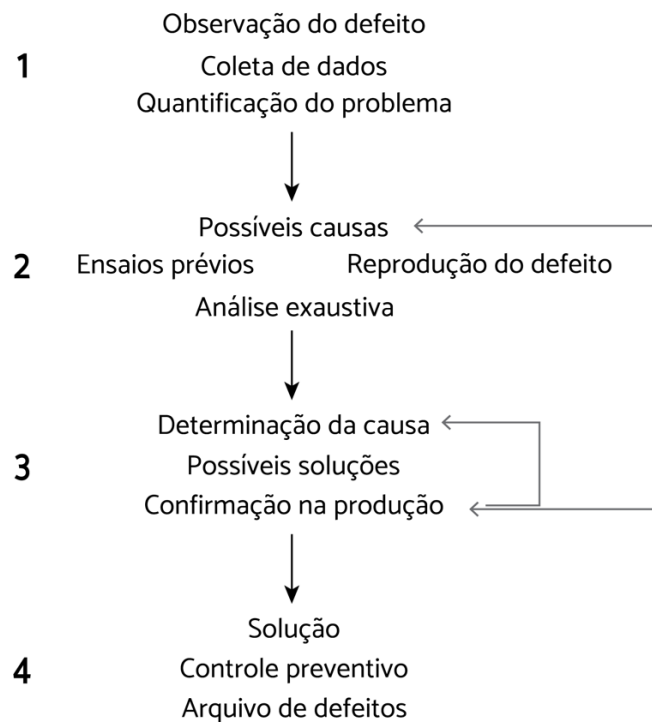 Observação do defeito
1
Coleta de dados
Quantificação do problema
Possíveis causas
2
Ensaios prévios
Reprodução do defeito
Análise exaustiva
Determinação da causa
3
Possíveis soluções
Confirmação na produção
Solução
4
Controle preventivo
Arquivo de defeitos